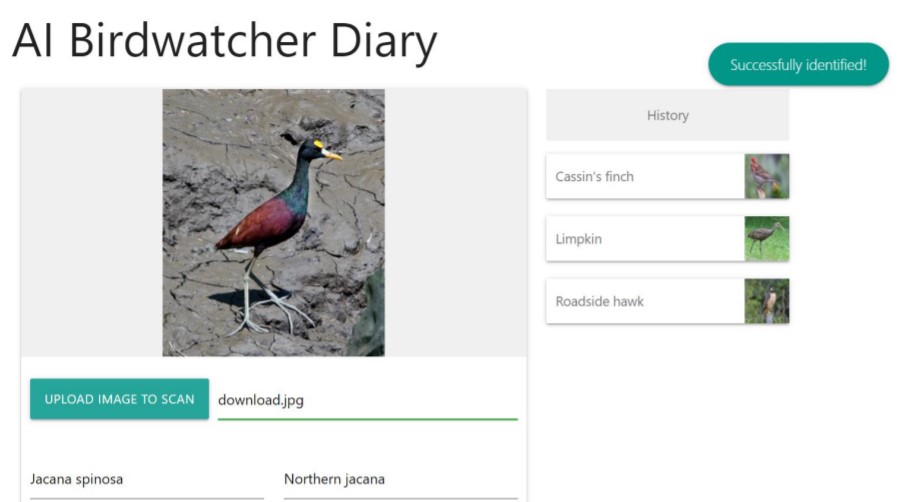 AI Birdwatcher Diary
Successfully identified!
History
Cassin's finch
Limpkin
Roadside hawk
UPLOAD IMAGE TO SCAN
download.jpg
Jacana spinosa
Northern jacana